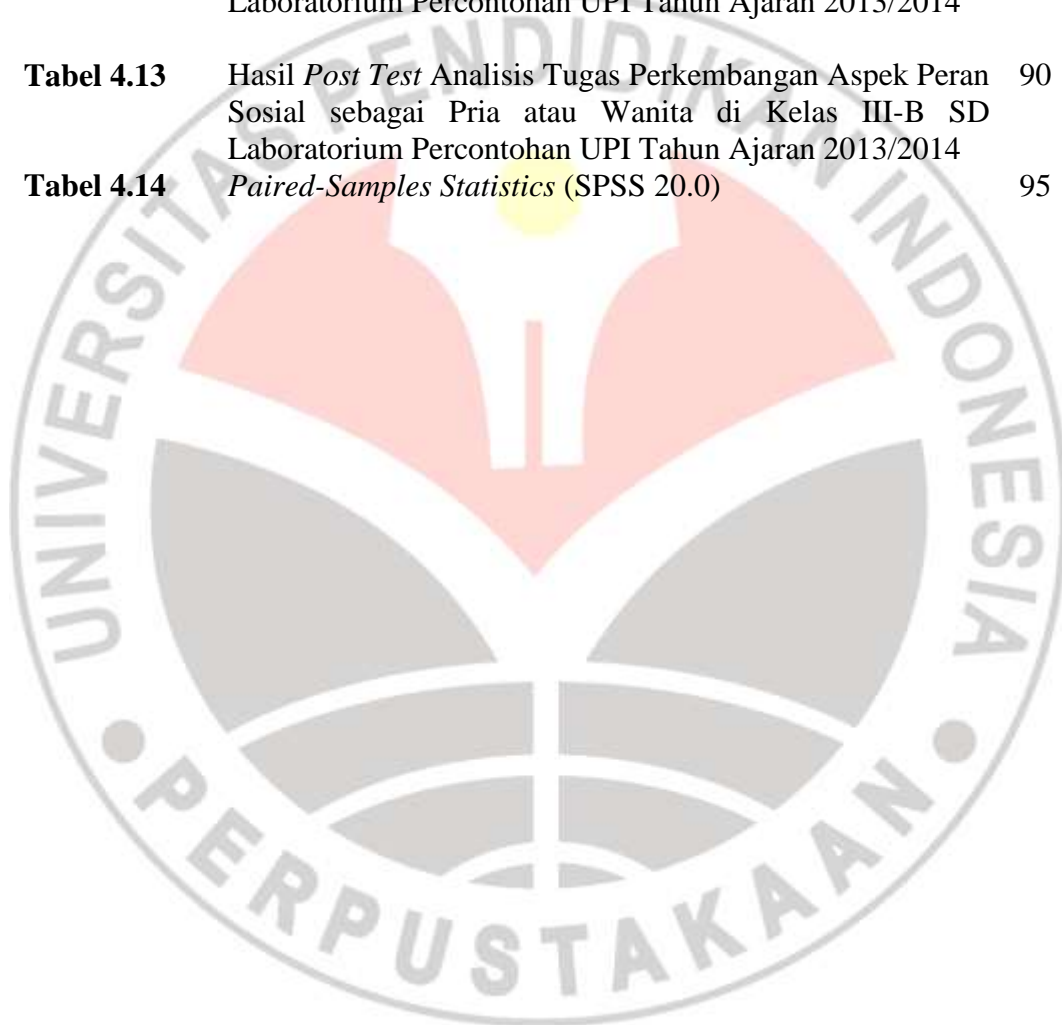 Laboratorium Percontohan UPI Tahun Ajaran 2013/2014
Tabel 4.13 Hasil Post Test Analisis Tugas Perkembangan Aspek Peran 90
Sosial sebagai Pria atau Wanita di Kelas III-B SD
Laboratorium Percontohan UPI Tahun Ajaran 2013/2014
Tabel 4.14 Paired-Samples Statistics (SPSS 20.0) 95
UNIVERSITAS PENDIDIKAN INDONESIA
PERPUSTAKAAN